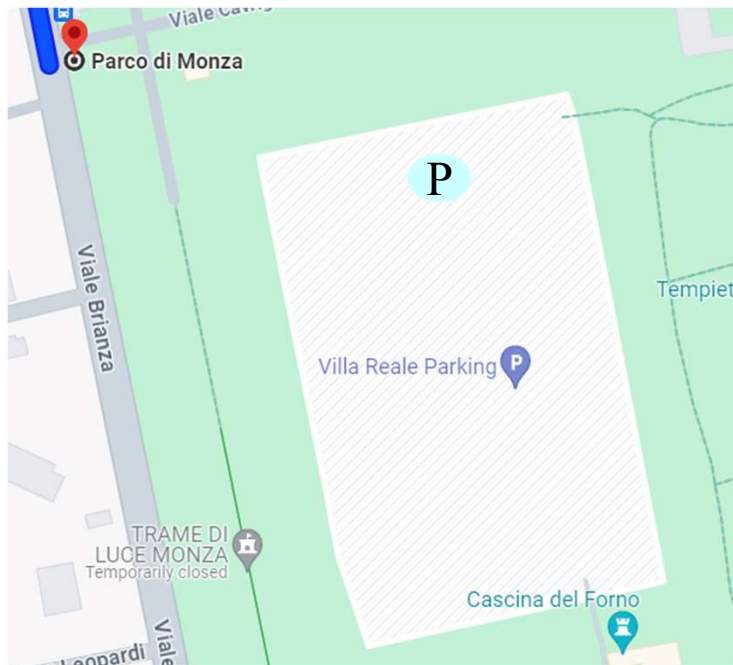 Viale Cavrig
Parco di Monza
P
Viale Brianza
Tempiet
Villa Reale Parking
P
TRAME DI
LUCE MONZA
Temporarily closed
Cascina del Forno
Leopardi
Viale